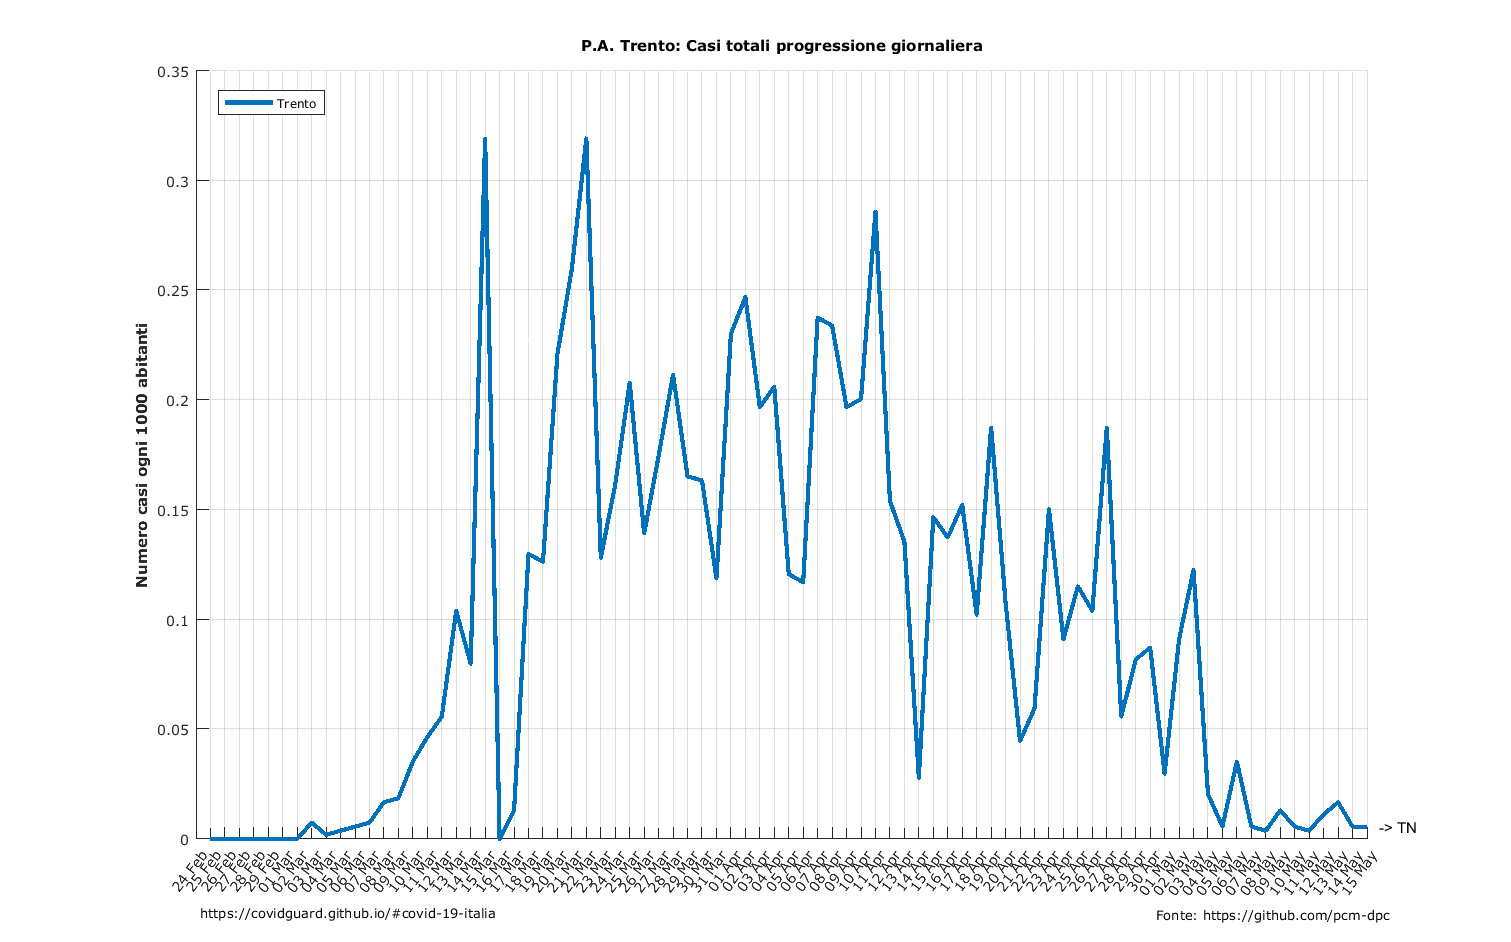 P.A. Trento: Casi totali progressione giornaliera
Trento
0.35
0.3
0.25
0.2
0.15
0.1
0.05
0
Numero casi ogni 1000 abitanti
-> TN
24 Feb
25 Feb
26 Feb
27 Feb
28 Feb
29 Feb
01 Mar
02 Mar
03 Mar
04 Mar
05 Mar
06 Mar
07 Mar
08 Mar
09 Mar
10 Mar
11 Mar
12 Mar
13 Mar
14 Mar
15 Mar
16 Mar
17 Mar
18 Mar
19 Mar
20 Mar
21 Mar
22 Mar
23 Mar
24 Mar
25 Mar
26 Mar
27 Mar
28 Mar
29 Mar
30 Mar
31 Mar
01 Apr
02 Apr
03 Apr
04 Apr
05 Apr
06 Apr
07 Apr
08 Apr
09 Apr
10 Apr
11 Apr
12 Apr
13 Apr
14 Apr
15 Apr
16 Apr
17 Apr
18 Apr
19 Apr
20 Apr
21 Apr
22 Apr
23 Apr
24 Apr
25 Apr
26 Apr
27 Apr
28 Apr
29 Apr
30 Apr
01 May
02 May
03 May
04 May
05 May
06 May
07 May
08 May
09 May
10 May
11 May
12 May
13 May
14 May
15 May
https://covidguard.github.io/#covid-19-italia
Fonte: https://github.com/pcm-dpc